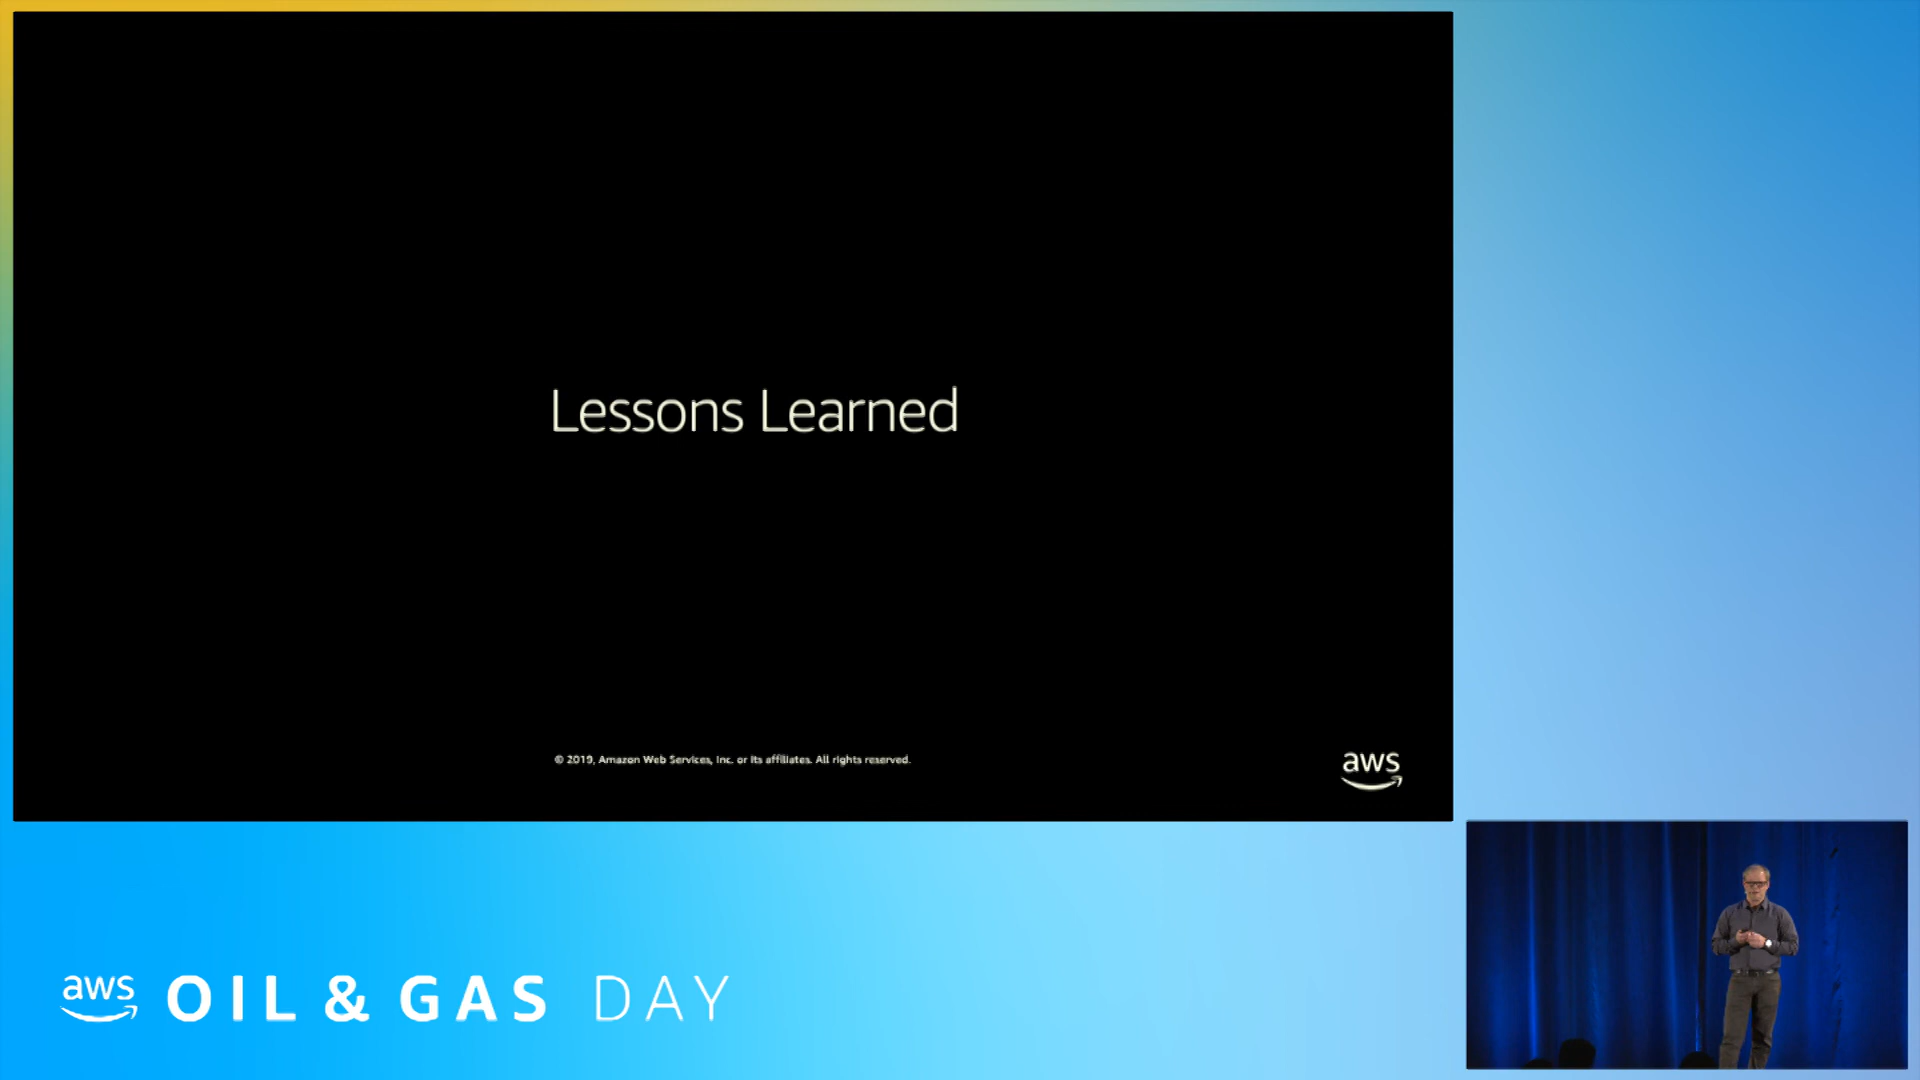 Lessons Learned
© 2019, Amazon Web Services, Inc. or its affiliates. All rights reserved.
aws
aws OIL & GAS DAY